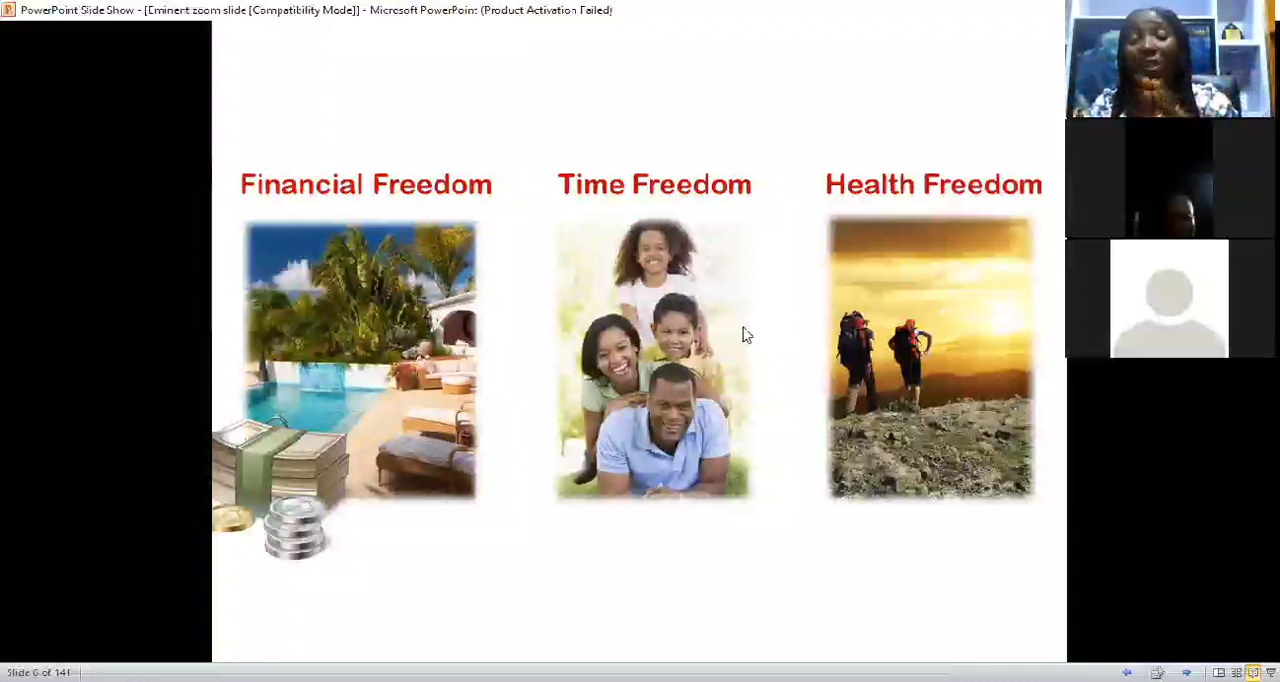 PowerPoint Slide Show - [Eminent zoom slide [Compatibility Mode]] - Microsoft PowerPoint (Product Activation Failed)
Financial Freedom Time Freedom Health Freedom
Slide 6 of 141